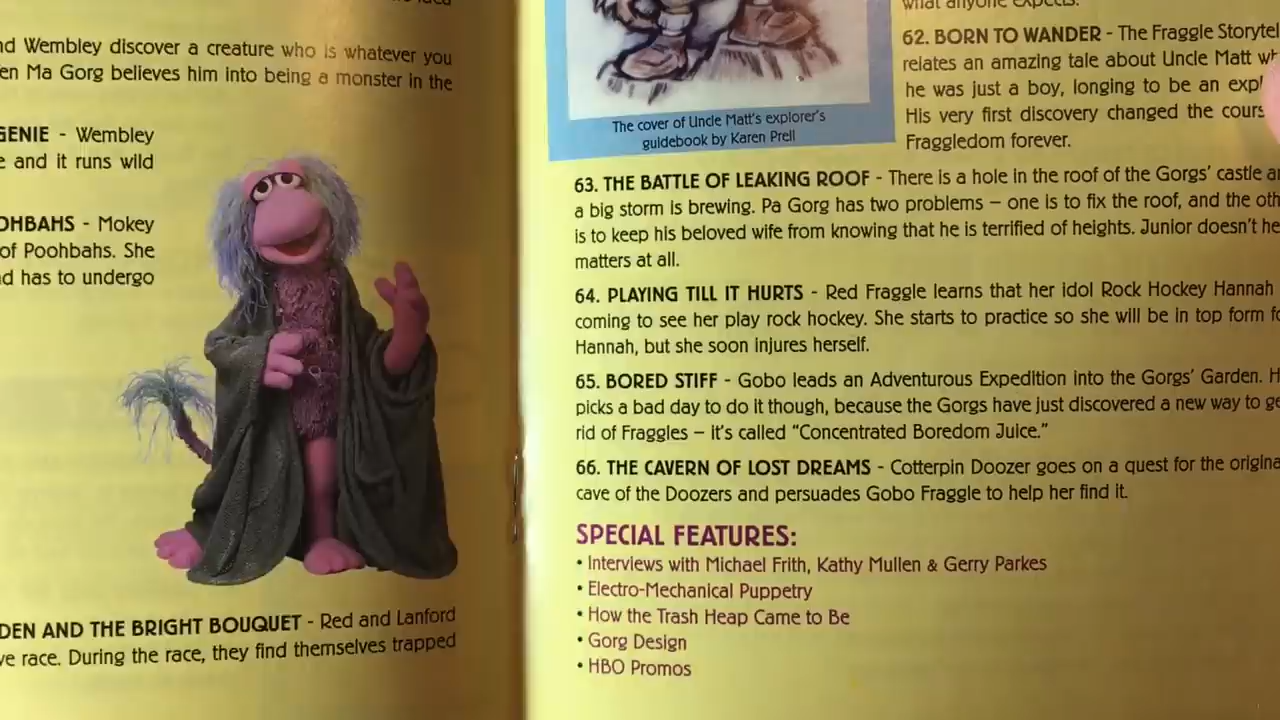 nd Wembley discover a creature who is whatever you
en Ma Gorg believes him into being a monster in the
GENIE - Wembley
e and it runs wild
OHBAHS - Mokey
of Poohbahs. She
d has to undergo
DEN AND THE BRIGHT BOUQUET - Red and Lanford
ve race. During the race, they find themselves trapped
The cover of Uncle Matt's explorer's
guidebook by Karen Prell
what anyone expects.
62. BORN TO WANDER - The Fraggle Storytel
relates an amazing tale about Uncle Matt wh
he was just a boy, longing to be an expl
His very first discovery changed the cours
Fraggledom forever.
63. THE BATTLE OF LEAKING ROOF - There is a hole in the roof of the Gorgs' castle an
a big storm is brewing. Pa Gorg has two problems – one is to fix the roof, and the oth
is to keep his beloved wife from knowing that he is terrified of heights. Junior doesn't he
matters at all.
64. PLAYING TILL IT HURTS - Red Fraggle learns that her idol Rock Hockey Hannah
coming to see her play rock hockey. She starts to practice so she will be in top form fo
Hannah, but she soon injures herself.
65. BORED STIFF - Gobo leads an Adventurous Expedition into the Gorgs' Garden. H
picks a bad day to do it though, because the Gorgs have just discovered a new way to ge
rid of Fraggles – it's called “Concentrated Boredom Juice.”
66. THE CAVERN OF LOST DREAMS - Cotterpin Doozer goes on a quest for the origina
cave of the Doozers and persuades Gobo Fraggle to help her find it.
SPECIAL FEATURES:
• Interviews with Michael Frith, Kathy Mullen & Gerry Parkes
• Electro-Mechanical Puppetry
• How the Trash Heap Came to Be
• Gorg Design
• HBO Promos